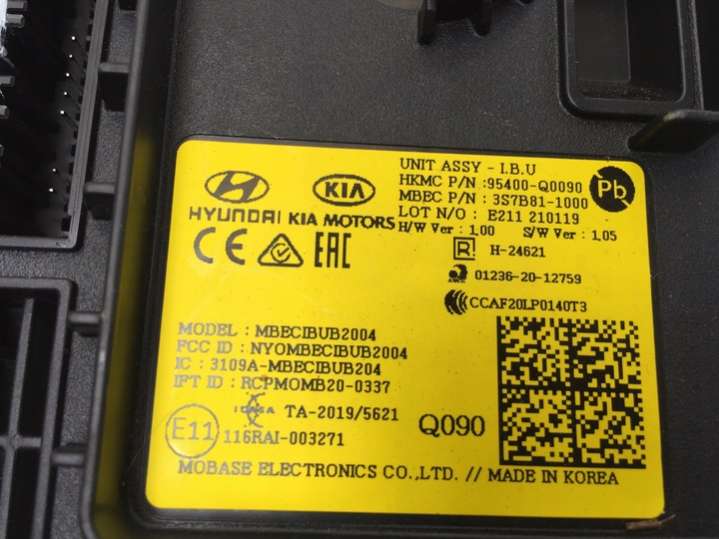 UNIT ASSY - I.B.U
HKMC P/N :95400-Q0090
MBEC P/N : 3S7B81-1000
LOT N/O : E211 210119
H/W Ver : 1.00 S/W Ver : 1.05
Pb
KIA
HYUNDAI KIA MOTORS
CE EAC
R H-24621
01236-20-12759
CCAF20LP0140T3
MODEL : MBECIBUB2004
FCC ID : NYOMBECIBUB2004
IC : 3109A-MBECIBUB204
IFT ID : RCPMOMB20-0337
TA-2019/5621
E11
116RAI-003271
Q090
MOBASE ELECTRONICS CO.,LTD. // MADE IN KOREA